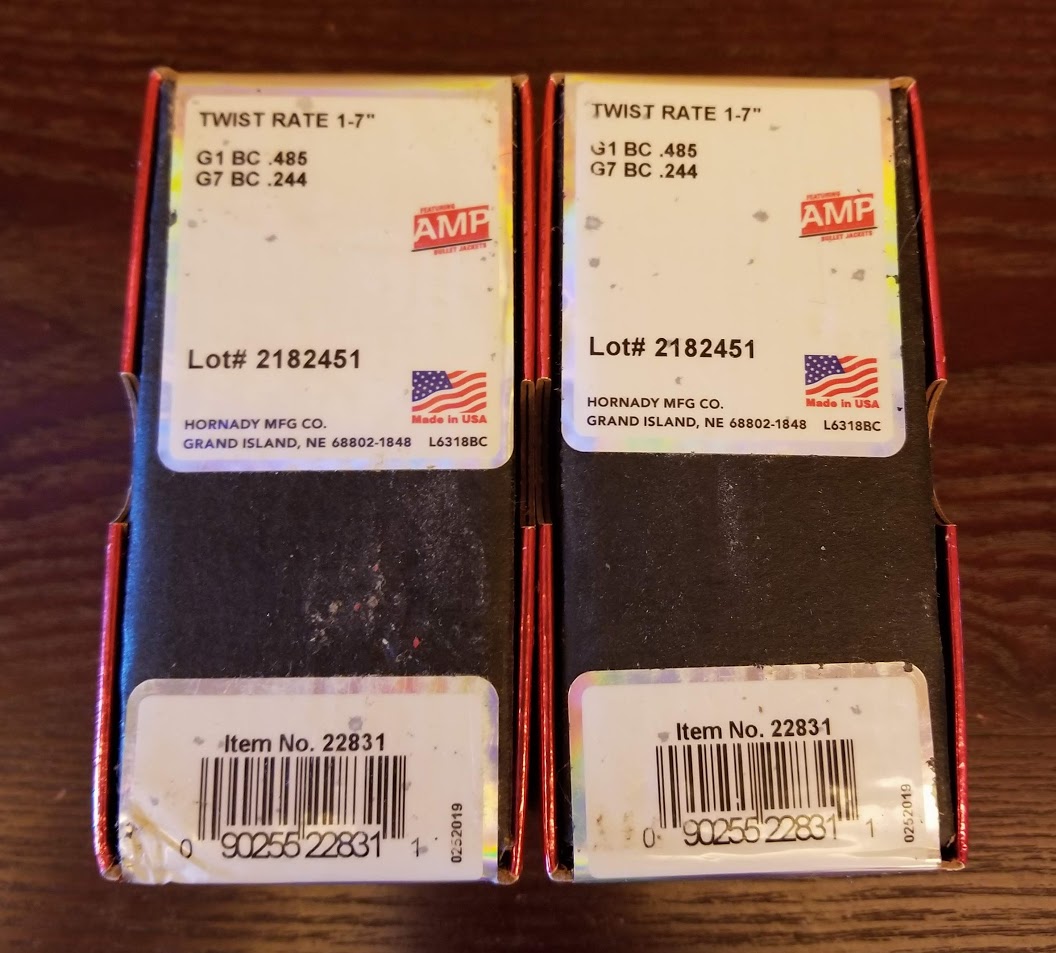 TWIST RATE 1-7"
G1 BC .485
G7 BC .244
FEATURING
AMP
BULLET JACKETS
Lot# 2182451
Made in USA
HORNADY MFG CO.
GRAND ISLAND, NE 68802-1848 L6318BC
Item No. 22831
0 90255 22831 1
0252019
TWIST RATE 1-7"
G1 BC .485
G7 BC .244
FEATURING
AMP
BULLET JACKETS
Lot# 2182451
Made in USA
HORNADY MFG CO.
GRAND ISLAND, NE 68802-1848 L6318BC
Item No. 22831
0 90255 22831 1
0252019